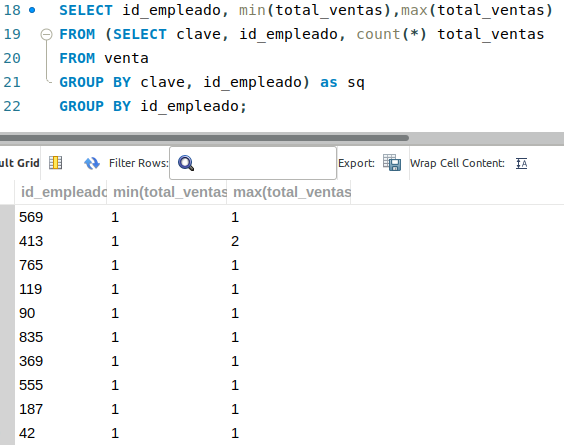 18 SELECT id_empleado, min(total_ventas),max(total_ventas)
19 FROM (SELECT clave, id_empleado, count(*) total_ventas
20 FROM venta
21 GROUP BY clave, id_empleado) as sq
22 GROUP BY id_empleado;
ult Grid Filter Rows: Export: Wrap Cell Content:
id_empleado min(total_ventas max(total_ventas
569 1 1
413 1 2
765 1 1
119 1 1
90 1 1
835 1 1
369 1 1
555 1 1
187 1 1
42 1 1